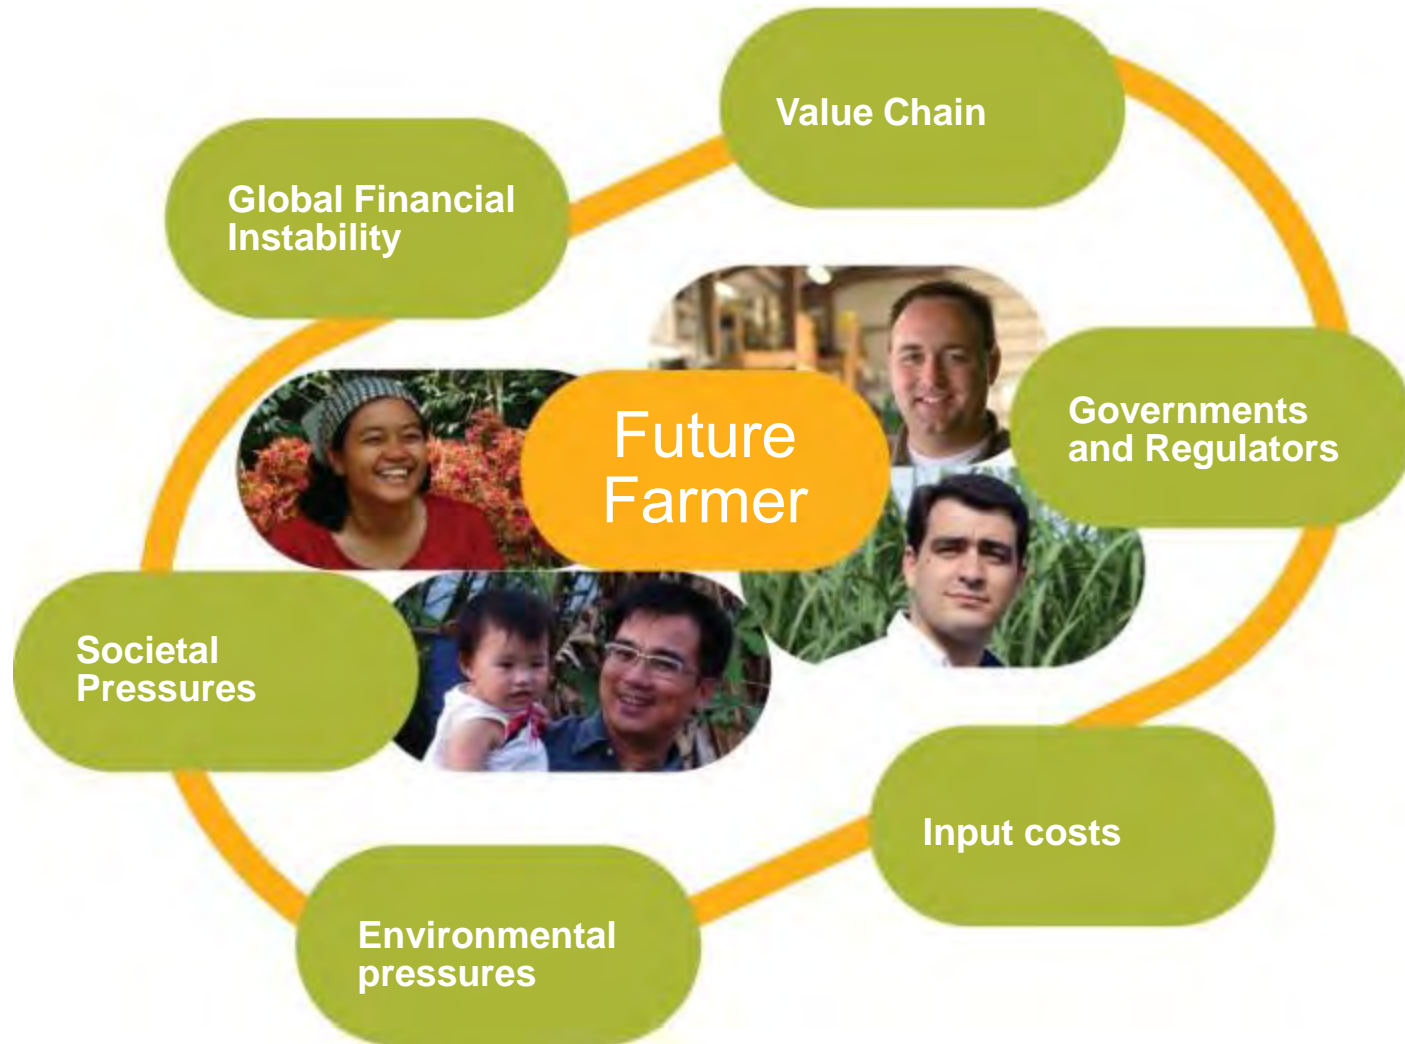 Value Chain
Global Financial
Instability
Future
Farmer
Governments
and Regulators
Societal
Pressures
Input costs
Environmental
pressures